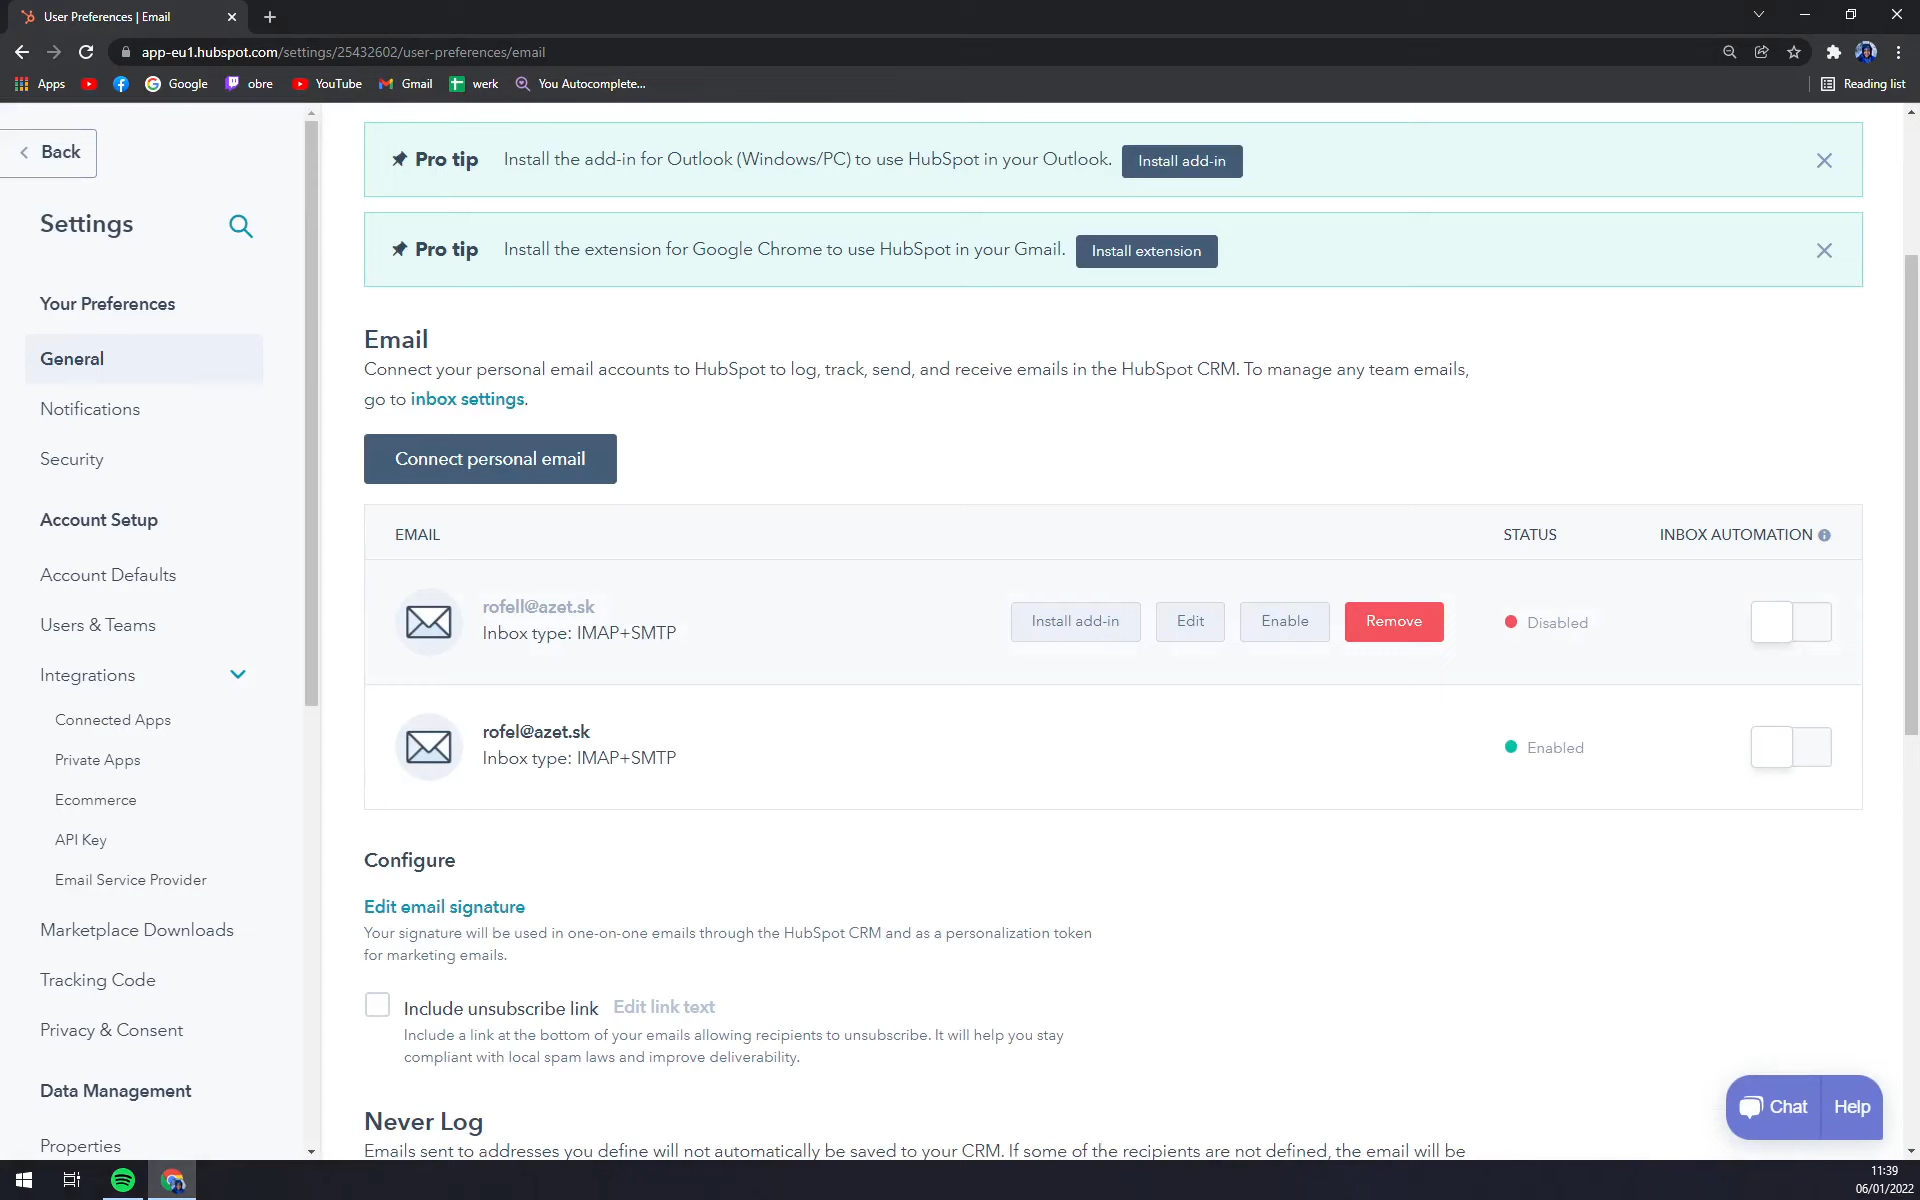 User Preferences | Email
app-eu1.hubspot.com/settings/25432602/user-preferences/email
Apps
Google
obre
YouTube
Gmail
werk
You Autocomplete...
Reading list
Back
Settings
Your Preferences
General
Notifications
Security
Account Setup
Account Defaults
Users & Teams
Integrations
Connected Apps
Private Apps
Ecommerce
API Key
Email Service Provider
Marketplace Downloads
Tracking Code
Privacy & Consent
Data Management
Properties
Pro tip Install the add-in for Outlook (Windows/PC) to use HubSpot in your Outlook. Install add-in
Pro tip Install the extension for Google Chrome to use HubSpot in your Gmail. Install extension
Email
Connect your personal email accounts to HubSpot to log, track, send, and receive emails in the HubSpot CRM. To manage any team emails,
go to inbox settings.
Connect personal email
EMAIL STATUS INBOX AUTOMATION
rofell@azet.sk
Inbox type: IMAP+SMTP
Install add-in Edit Enable Remove Disabled
rofel@azet.sk
Inbox type: IMAP+SMTP
Enabled
Configure
Edit email signature
Your signature will be used in one-on-one emails through the HubSpot CRM and as a personalization token
for marketing emails.
Include unsubscribe link Edit link text
Include a link at the bottom of your emails allowing recipients to unsubscribe. It will help you stay
compliant with local spam laws and improve deliverability.
Never Log
Emails sent to addresses you define will not automatically be saved to your CRM. If some of the recipients are not defined, the email will be
Chat Help
11:39
06/01/2022